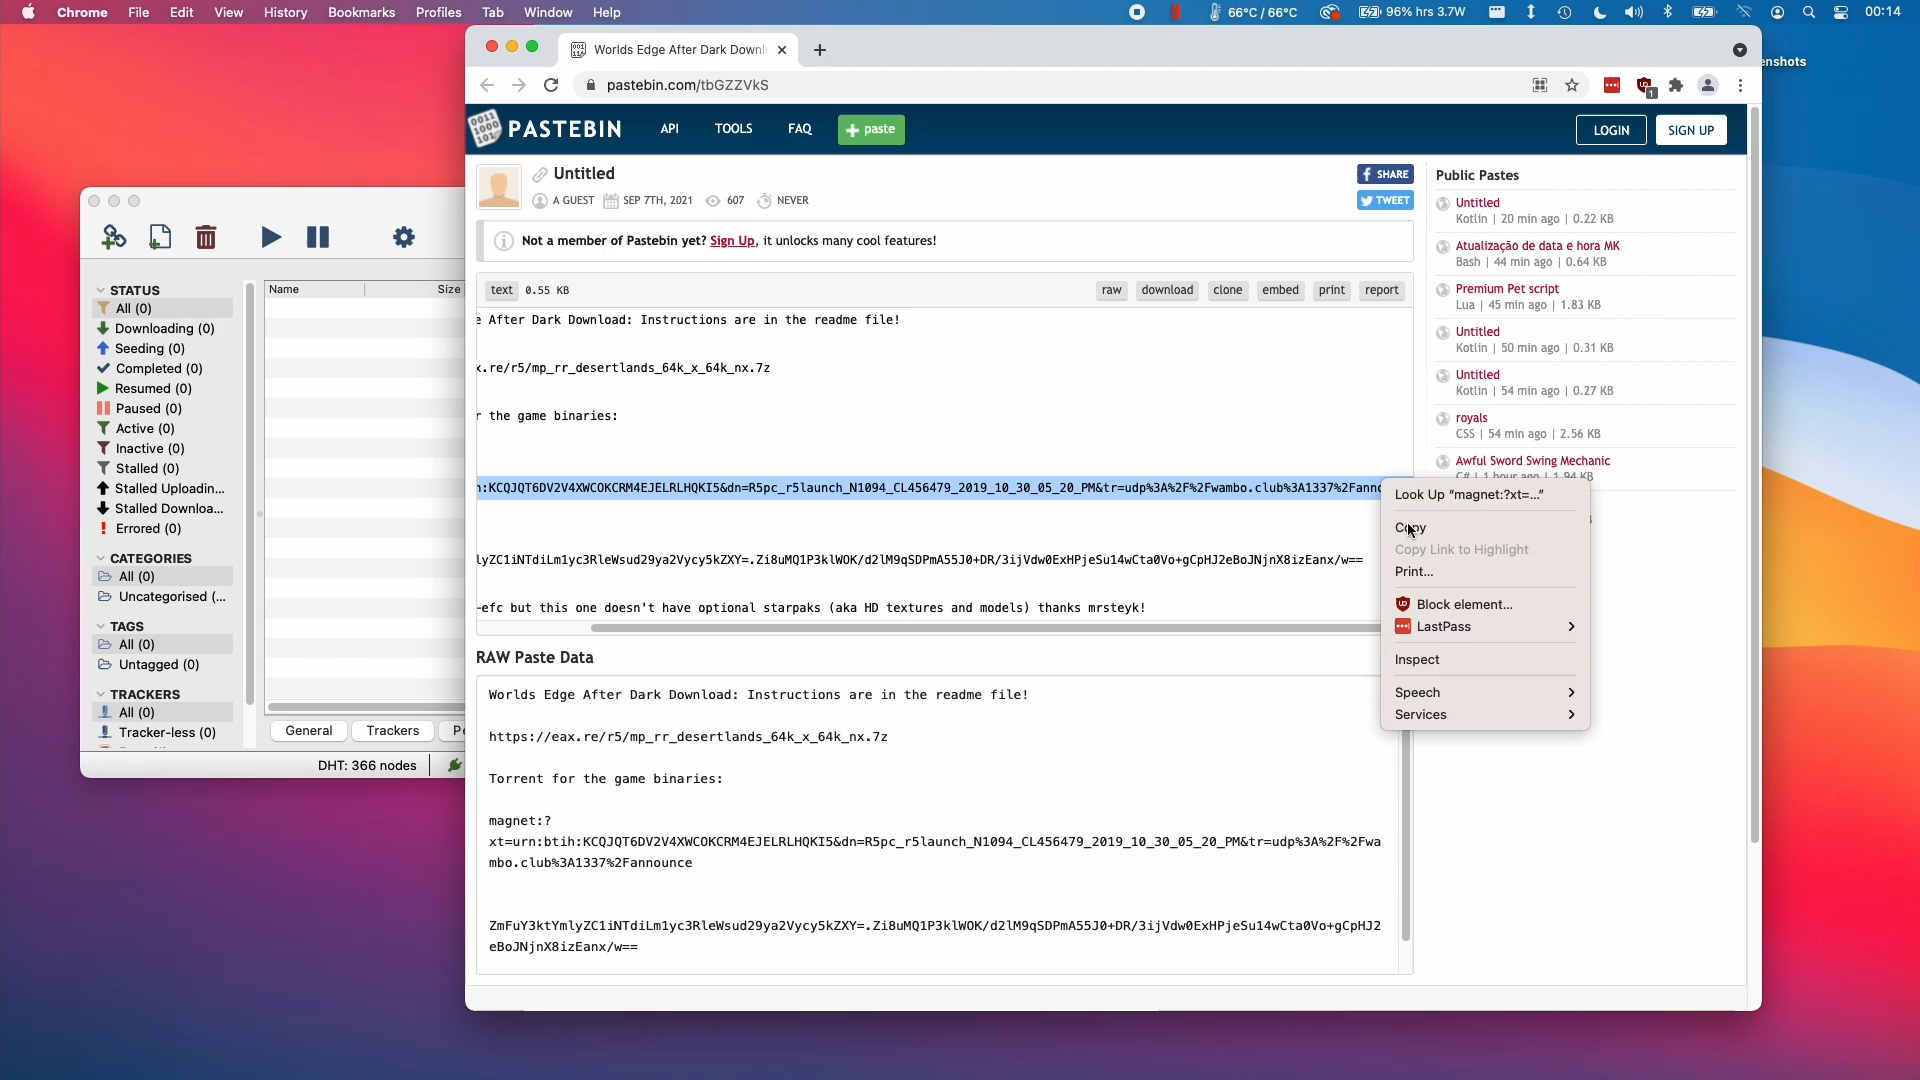 Chrome File Edit View History Bookmarks Profiles Tab Window Help
66°C / 66°C 96% hrs 3.7W 00:14
enshots
Worlds Edge After Dark Downl
pastebin.com/tbGZZVkS
PASTEBIN API TOOLS FAQ paste LOGIN SIGN UP
Untitled
A GUEST SEP 7TH, 2021 607 NEVER
SHARE
TWEET
Not a member of Pastebin yet? Sign Up, it unlocks many cool features!
text 0.55 KB raw download clone embed print report
e After Dark Download: Instructions are in the readme file!
x.re/r5/mp_rr_desertlands_64k_x_64k_nx.7z
r the game binaries:
h:KCQJQT6DV2V4XWCOKCRM4EJELRLHQKI5&dn=R5pc_r5launch_N1094_CL456479_2019_10_30_05_20_PM&tr=udp%3A%2F%2Fwambo.club%3A1337%2Fanno
lyZC1iNTdiLm1yc3RleWsud29ya2Vycy5kZXY=.Zi8uMQ1P3klWOK/d2lM9qSDPmA55J0+DR/3ijVdw0ExHPjeSu14wCta0Vo+gCpHJ2eBoJNjnX8izEanx/w==
-efc but this one doesn't have optional starpaks (aka HD textures and models) thanks mrsteyk!
RAW Paste Data
Worlds Edge After Dark Download: Instructions are in the readme file!
https://eax.re/r5/mp_rr_desertlands_64k_x_64k_nx.7z
Torrent for the game binaries:
magnet:?
xt=urn:btih:KCQJQT6DV2V4XWCOKCRM4EJELRLHQKI5&dn=R5pc_r5launch_N1094_CL456479_2019_10_30_05_20_PM&tr=udp%3A%2F%2Fwa
mbo.club%3A1337%2Fannounce
ZmFuY3ktYmlyZC1iNTdiLm1yc3RleWsud29ya2Vycy5kZXY=.Zi8uMQ1P3klWOK/d2lM9qSDPmA55J0+DR/3ijVdw0ExHPjeSu14wCta0Vo+gCpHJ2
eBoJNjnX8izEanx/w==
Public Pastes
Untitled
Kotlin | 20 min ago | 0.22 KB
Atualização de data e hora MK
Bash | 44 min ago | 0.64 KB
Premium Pet script
Lua | 45 min ago | 1.83 KB
Untitled
Kotlin | 50 min ago | 0.31 KB
Untitled
Kotlin | 54 min ago | 0.27 KB
royals
CSS | 54 min ago | 2.56 KB
Awful Sword Swing Mechanic
C# | 1 hour ago | 1.94 KB
Look Up "magnet:?xt=..."
Copy
Copy Link to Highlight
Print...
Block element...
LastPass
Inspect
Speech
Services
STATUS
All (0)
Downloading (0)
Seeding (0)
Completed (0)
Resumed (0)
Paused (0)
Active (0)
Inactive (0)
Stalled (0)
Stalled Uploadin...
Stalled Downloa...
Errored (0)
CATEGORIES
All (0)
Uncategorised (...
TAGS
All (0)
Untagged (0)
TRACKERS
All (0)
Tracker-less (0)
Name Size
General Trackers
DHT: 366 nodes